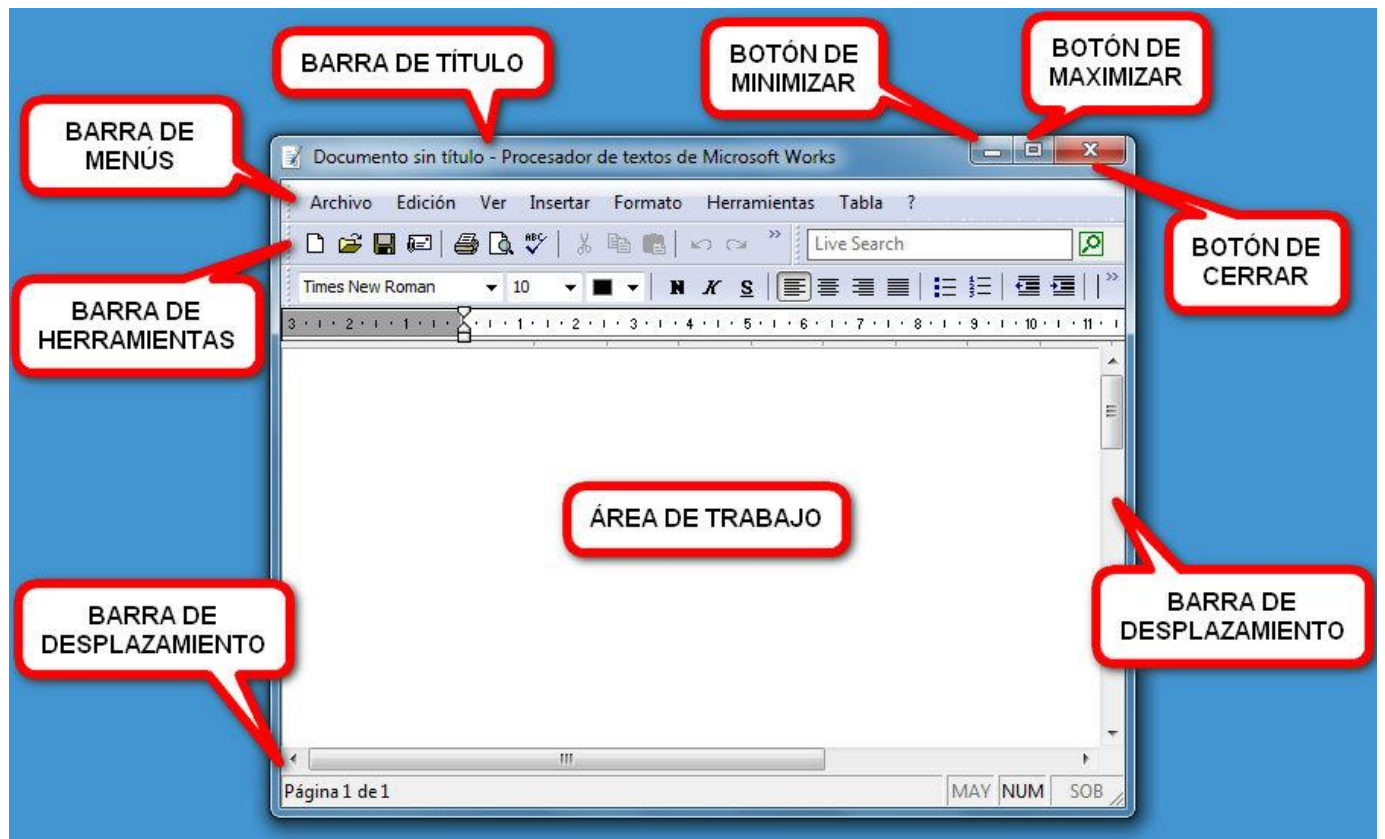 BARRA DE TÍTULO
BOTÓN DE
MINIMIZAR
BOTÓN DE
MAXIMIZAR
BARRA DE
MENÚS
Documento sin título - Procesador de textos de Microsoft Works
Archivo Edición Ver Insertar Formato Herramientas Tabla ?
ABC
Live Search
BOTÓN DE
CERRAR
Times New Roman 10 N K S
BARRA DE
HERRAMIENTAS
3 2 1 1 2 3 4 5 6 7 8 9 10 11
ÁREA DE TRABAJO
BARRA DE
DESPLAZAMIENTO
BARRA DE
DESPLAZAMIENTO
Página 1 de 1 MAY NUM SOB